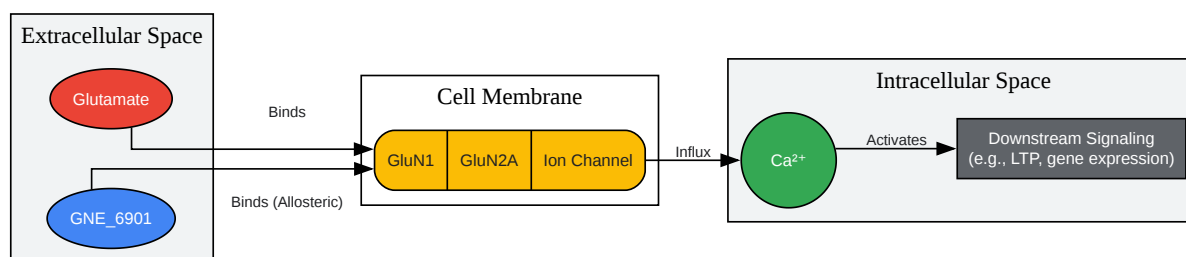 Extracellular Space
Glutamate
GNE_6901
Binds
Binds (Allosteric)
Cell Membrane
GluN1
GluN2A
Ion Channel
Influx
Intracellular Space
Ca²⁺
Activates
Downstream Signaling
(e.g., LTP, gene expression)